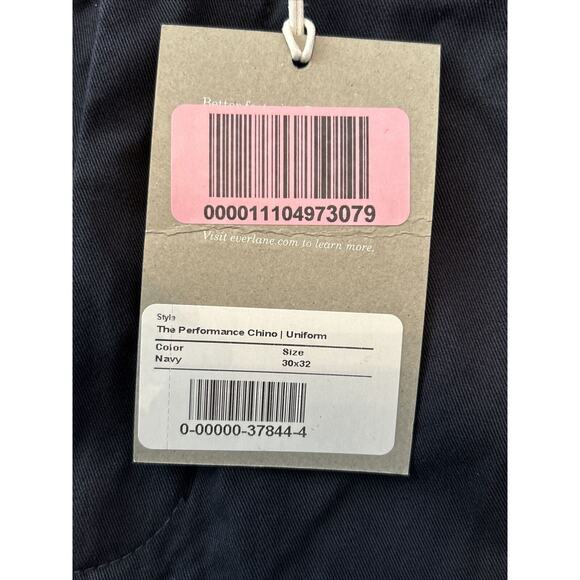 Better
000011104973079
Visit everlane.com to learn more.
Style
The Performance Chino | Uniform
Color Size
Navy 30x32
0-00000-37844-4